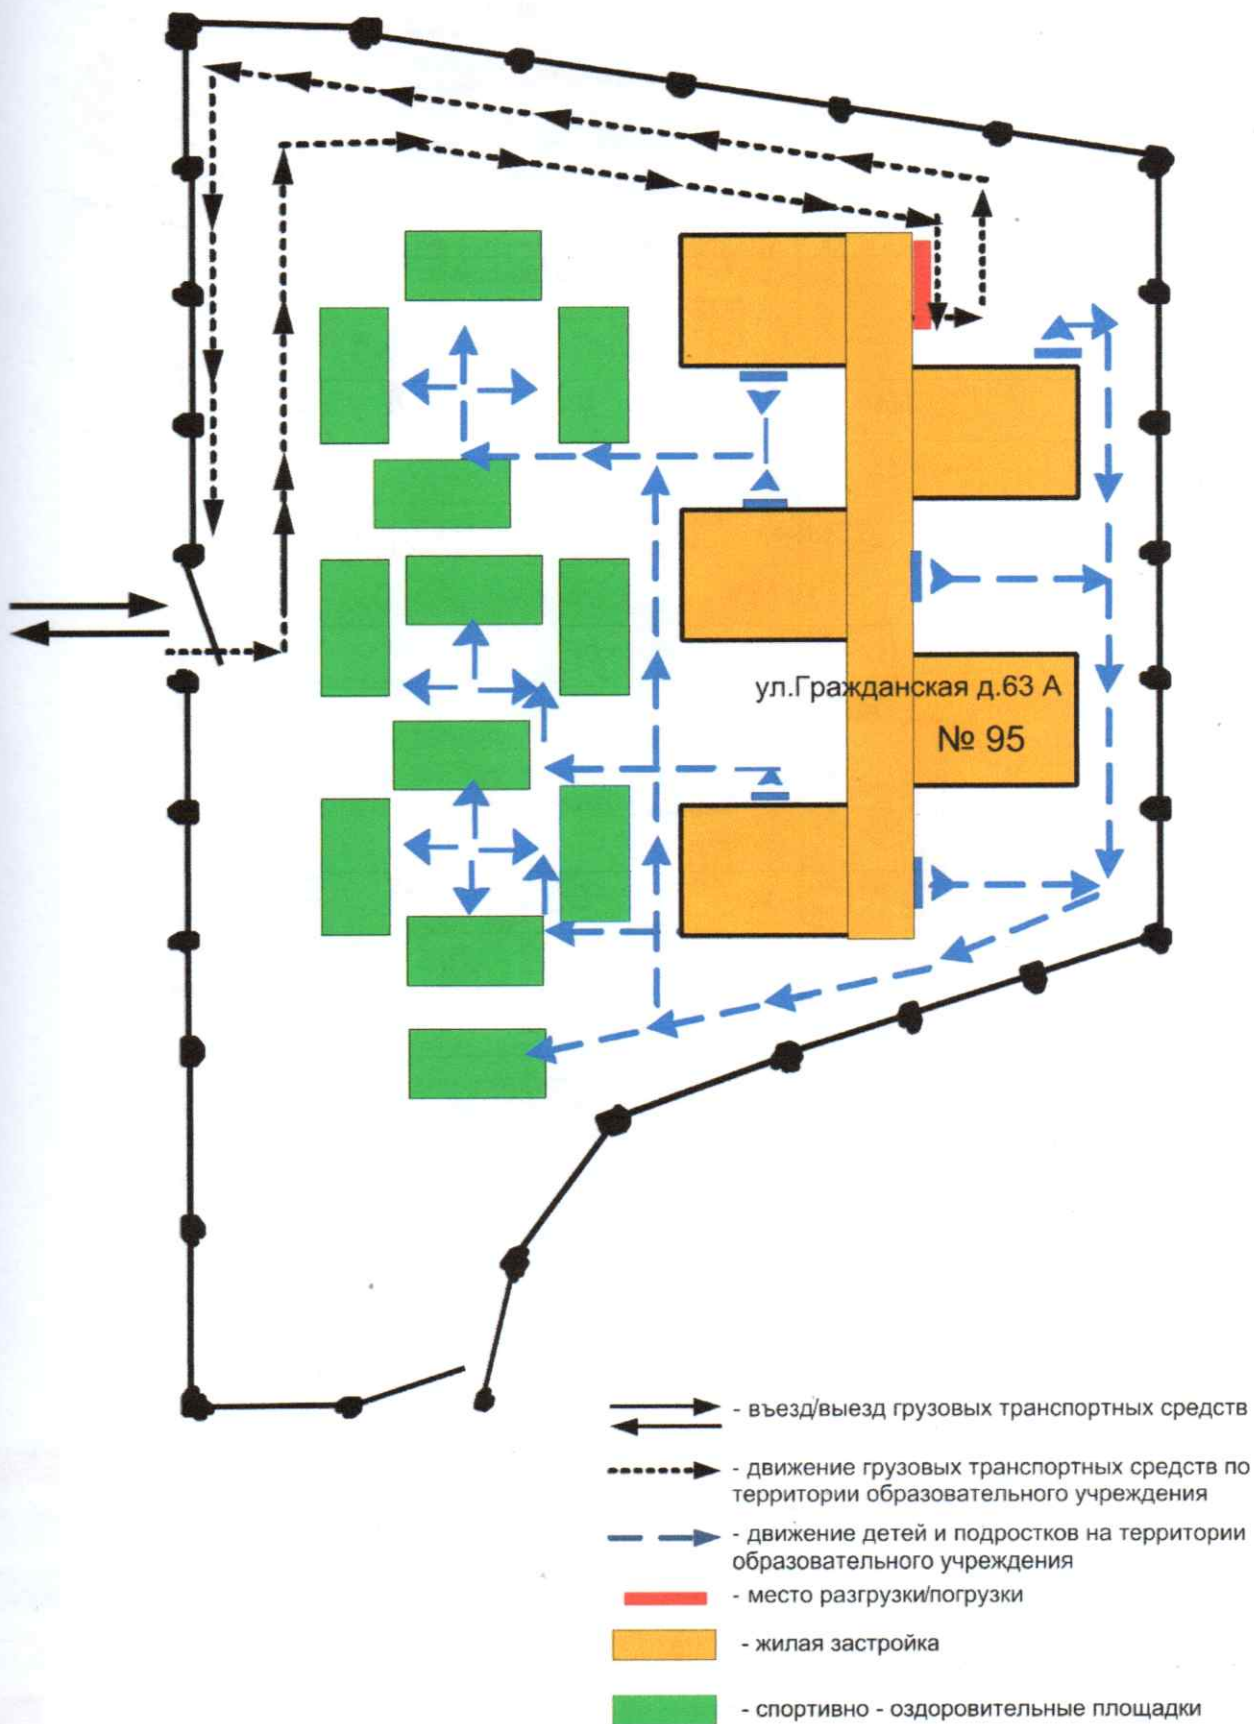 ул.Гражданская д.63 А
№ 95
- въезд/выезд грузовых транспортных средств
- движение грузовых транспортных средств по
территории образовательного учреждения
- движение детей и подростков на территории
образовательного учреждения
- место разгрузки/погрузки
- жилая застройка
- спортивно - оздоровительные площадки